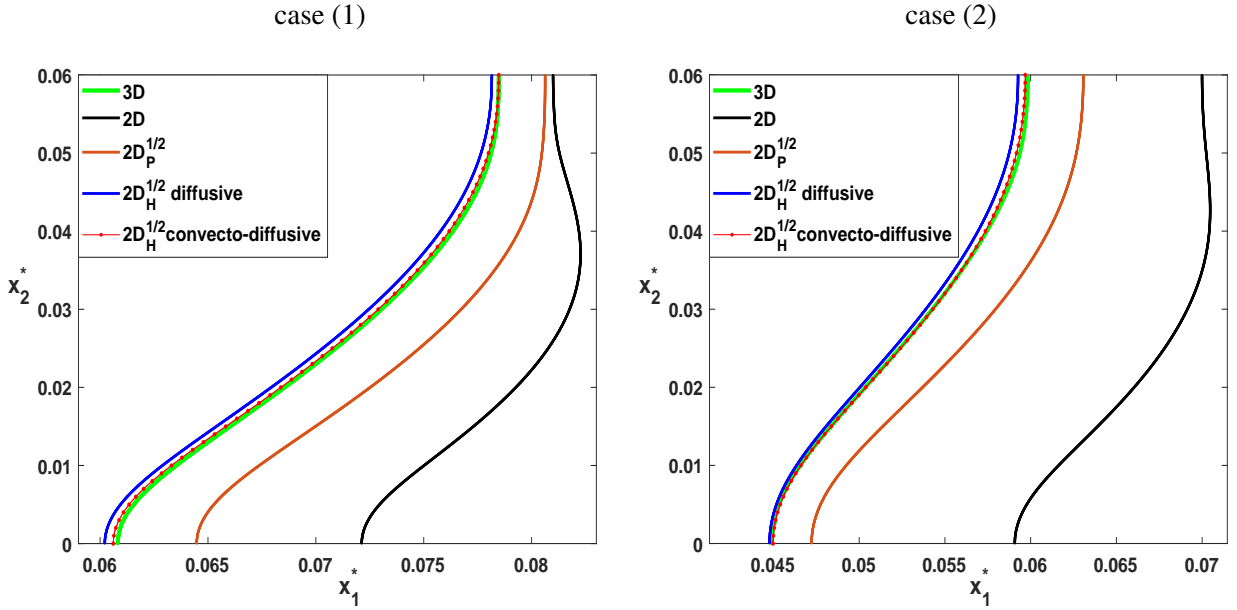 case (1)
0.06
0.05
0.04
0.03
0.02
0.01
0
x₂*
3D
2D
2D_P^{1/2}
2D_H^{1/2} diffusive
2D_H^{1/2}convecto-diffusive
0.06
0.065
0.07
0.075
0.08
x₁*
case (2)
0.06
0.05
0.04
0.03
0.02
0.01
0
x₂*
3D
2D
2D_P^{1/2}
2D_H^{1/2} diffusive
2D_H^{1/2}convecto-diffusive
0.045
0.05
0.055
0.06
0.065
0.07
x₁*